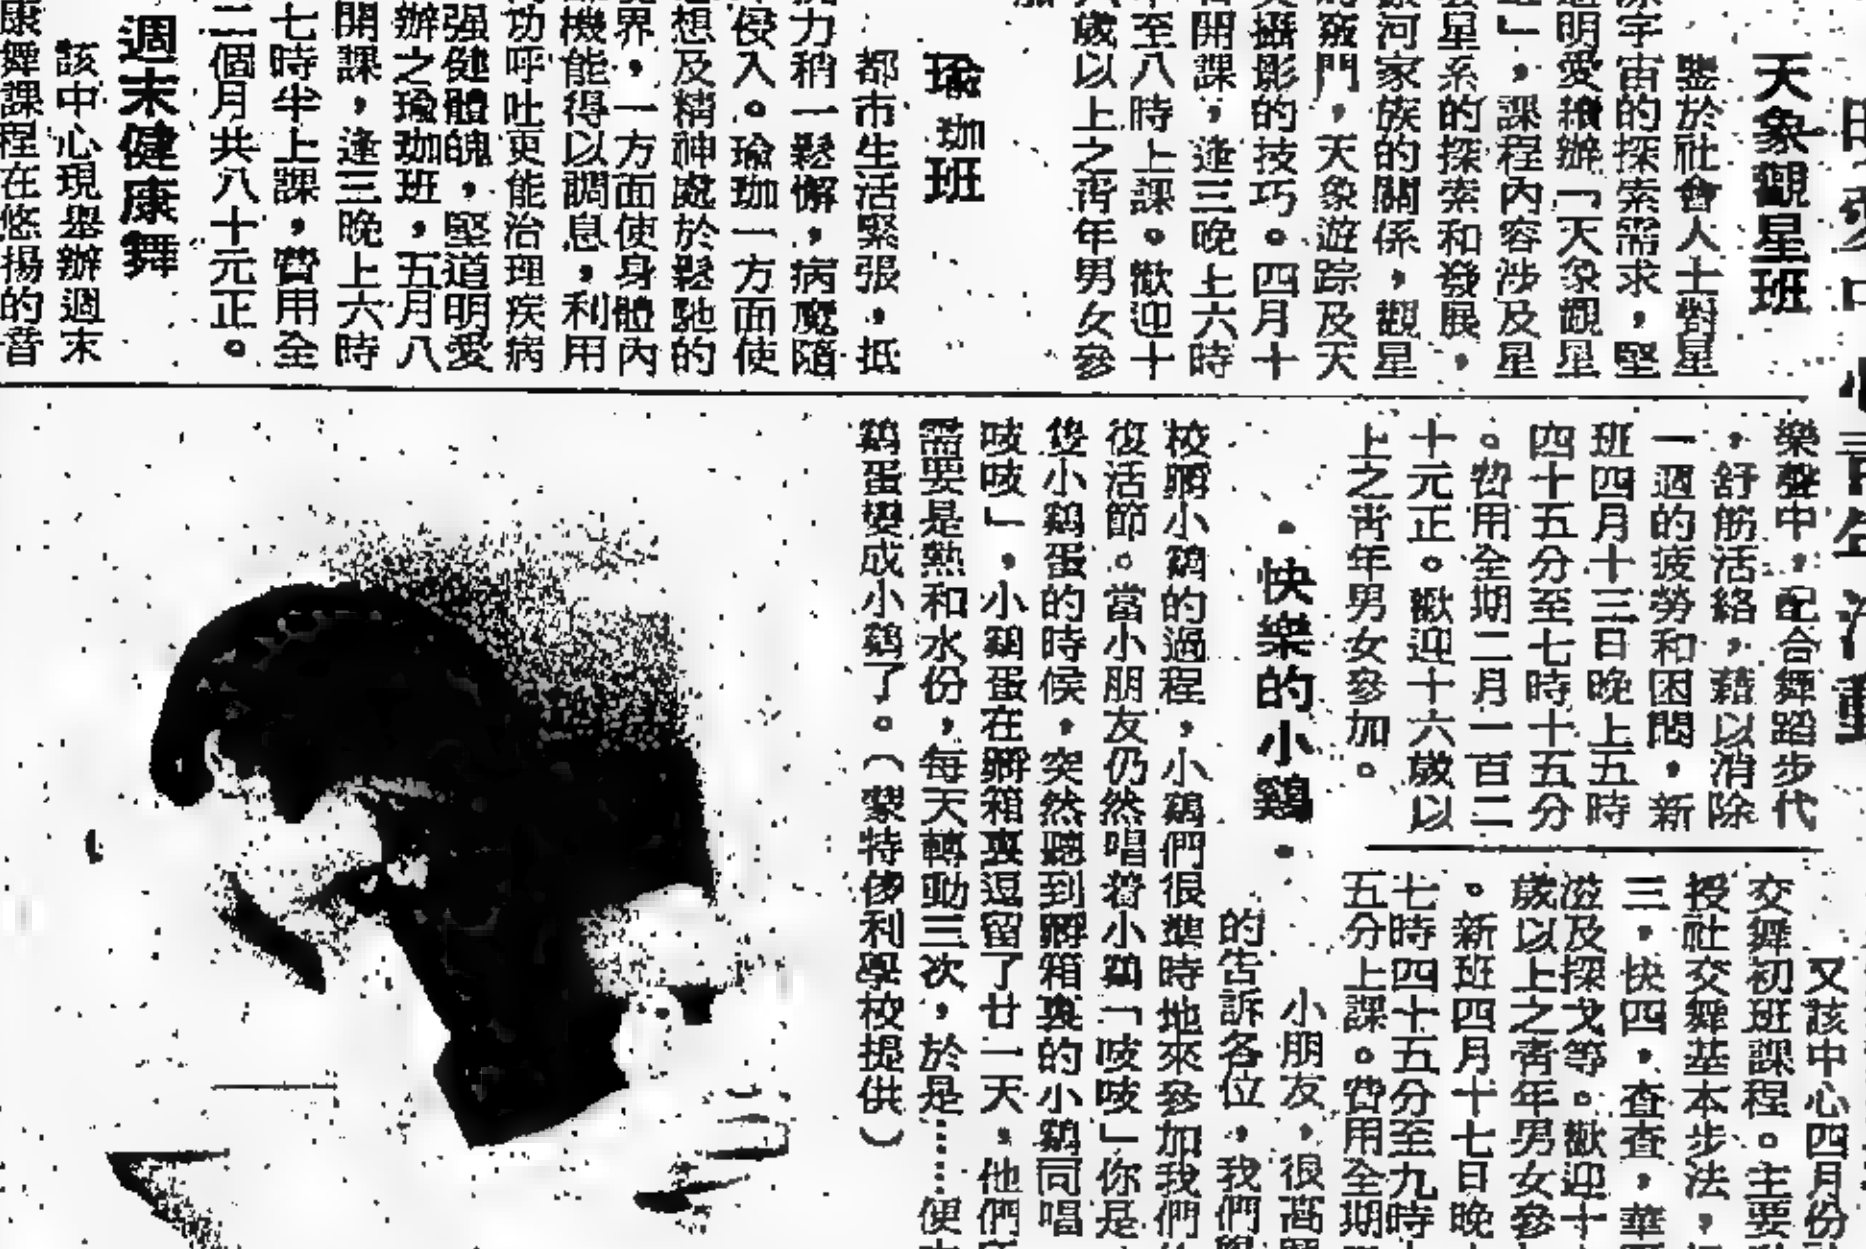 天象觀星班
鑒於社會人士對星
宇宙的探索需求，堅
道明愛續辦「天象觀星
」，課程內容涉及星
星系的探索和發展，
河家族的關係，觀星
竅門，天象遊踪及天
攝影的技巧。四月十
開課，逢三晚上六時
至八時上課。歡迎十
歲以上之青年男女參
瑜珈班
都市生活緊張，抵
力稍一鬆懈，病魔隨
侵入。瑜珈一方面使
思想及精神處於鬆馳的
界，一方面使身體內
機能得以調息，利用
功呼吐更能治理疾病
强健體魄，堅道明愛
辦之瑜珈班，五月八
開課，逢三晚上六時
七時半上課，費用全
二個月共八十元正。
週末健康舞
該中心現舉辦週末
康舞課程在悠揚的音
樂聲中，配合舞蹈步代
，舒筋活絡，藉以消除
一週的疲勞和困悶，新
班四月十三日晚上五時
四十五分至七時十五分
。費用全期二月一百二
十元正。歡迎十六歲以
上之青年男女參加。
又該中心四月份
交舞初班課程。主要
授社交舞基本步法，
三，快四，查查，華
滋及探戈等。歡迎十
歲以上之青年男女參
。新班四月十七日晚
七時四十五分至九時
五分上課。費用全期
・快樂的小鷄・
小朋友，很高
的告訴各位，我們
校孵小鷄的過程，小鷄們很準時地來參加我們
復活節。當小朋友仍然唱着小鷄「吱吱」你是
隻小鷄蛋的時候，突然聽到孵箱裏的小鷄同唱
吱吱」，小鷄蛋在孵箱裏逗留了廿一天，他們
需要是熱和水份，每天轉動三次，於是……便
鷄蛋變成小鷄了。（蒙特俢利學校提供）